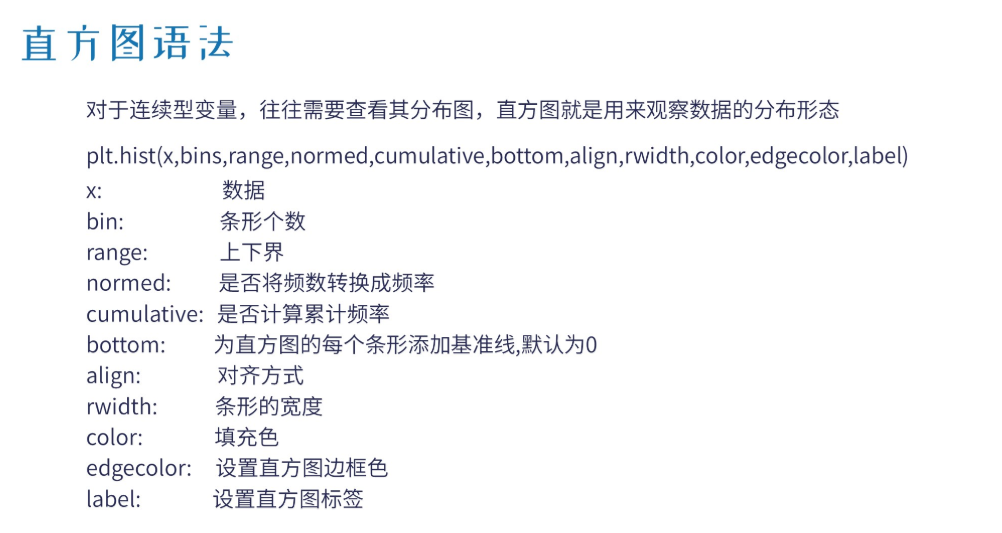 直方图语法
对于连续型变量，往往需要查看其分布图，直方图就是用来观察数据的分布形态
plt.hist(x,bins,range,normed,cumulative,bottom,align,rwidth,color,edgecolor,label)
x: 数据
bin: 条形个数
range: 上下界
normed: 是否将频数转换成频率
cumulative: 是否计算累计频率
bottom: 为直方图的每个条形添加基准线,默认为0
align: 对齐方式
rwidth: 条形的宽度
color: 填充色
edgecolor: 设置直方图边框色
label: 设置直方图标签